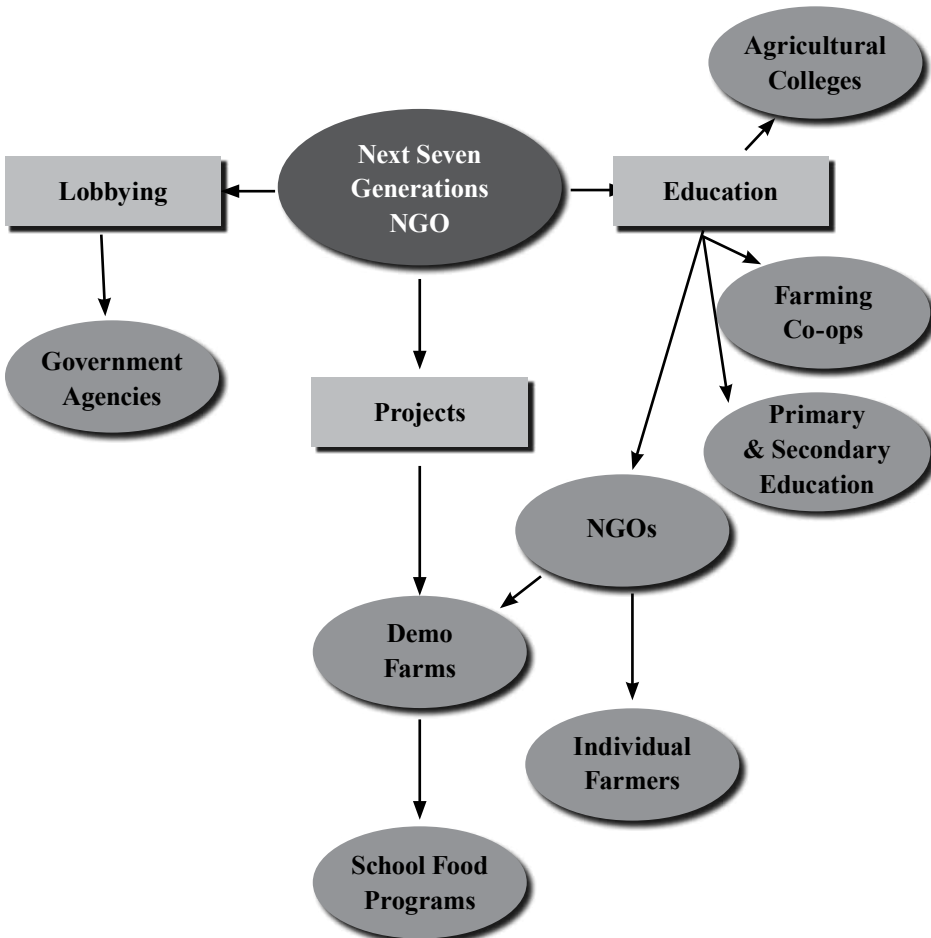 Agricultural
Colleges
Next Seven
Generations
NGO
Lobbying
Education
Farming
Co-ops
Government
Agencies
Projects
Primary
& Secondary
Education
NGOs
Demo
Farms
Individual
Farmers
School Food
Programs